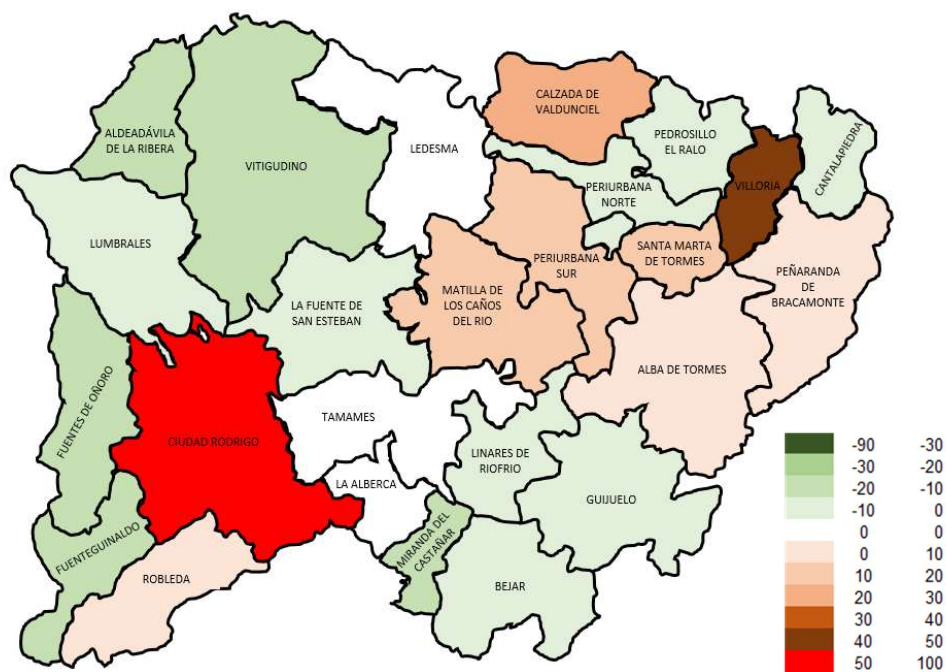 CALZADA DE
VALDUNCIEL
ALDEADÁVILA
DE LA RIBERA
VITIGUDINO
LEDESMA
PEDROSILLO
EL RALO
CANTALAPIEDRA
PERIURBANA
NORTE
VILLORIA
LUMBRALES
SANTA MARTA
DE TORMES
PERIURBANA
SUR
PEÑARANDA
DE
BRACAMONTE
LA FUENTE DE
SAN ESTEBAN
MATILLA DE
LOS CAÑOS
DEL RIO
FUENTES DE OÑORO
ALBA DE TORMES
CIUDAD RODRIGO
TAMAMES
LINARES DE
RIOFRIO
LA ALBERCA
GUIJUELO
FUENTEGUINALDO
MIRANDA DEL
CASTAÑAR
ROBLEDA
BEJAR
-90 -30
-30 -20
-20 -10
-10 0
0 0
0 10
10 20
20 30
30 40
40 50
50 100